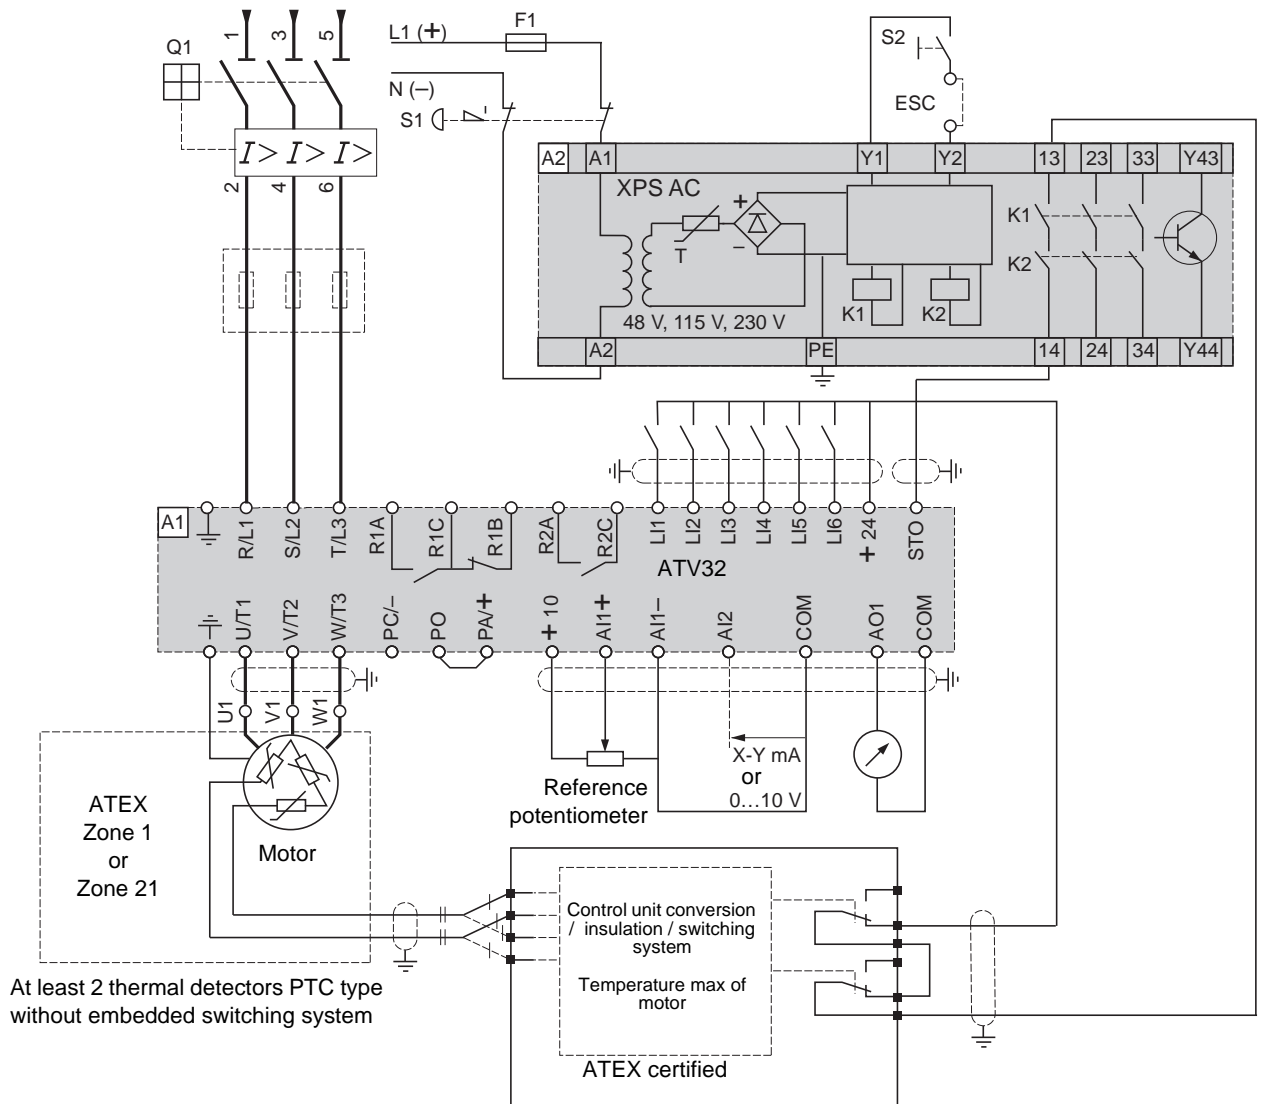 Q1
1
3
5
L1 (+)
F1
N (–)
S1
I>
I>
I>
2
4
6
S2
ESC
A2
A1
Y1
Y2
13
23
33
Y43
XPS AC
+
–
T
K1
K2
K1
K2
48 V, 115 V, 230 V
A2
PE
14
24
34
Y44
A1
R/L1
S/L2
T/L3
R1A
R1C
R1B
R2A
R2C
LI1
LI2
LI3
LI4
LI5
LI6
+ 24
STO
ATV32
U/T1
V/T2
W/T3
PC/–
PO
PA/+
+ 10
AI1+
AI1–
AI2
COM
AO1
COM
U1
V1
W1
X-Y mA
or
0...10 V
Reference
potentiometer
ATEX
Zone 1
or
Zone 21
Motor
Control unit conversion
/ insulation / switching
system
Temperature max of
motor
ATEX certified
At least 2 thermal detectors PTC type
without embedded switching system